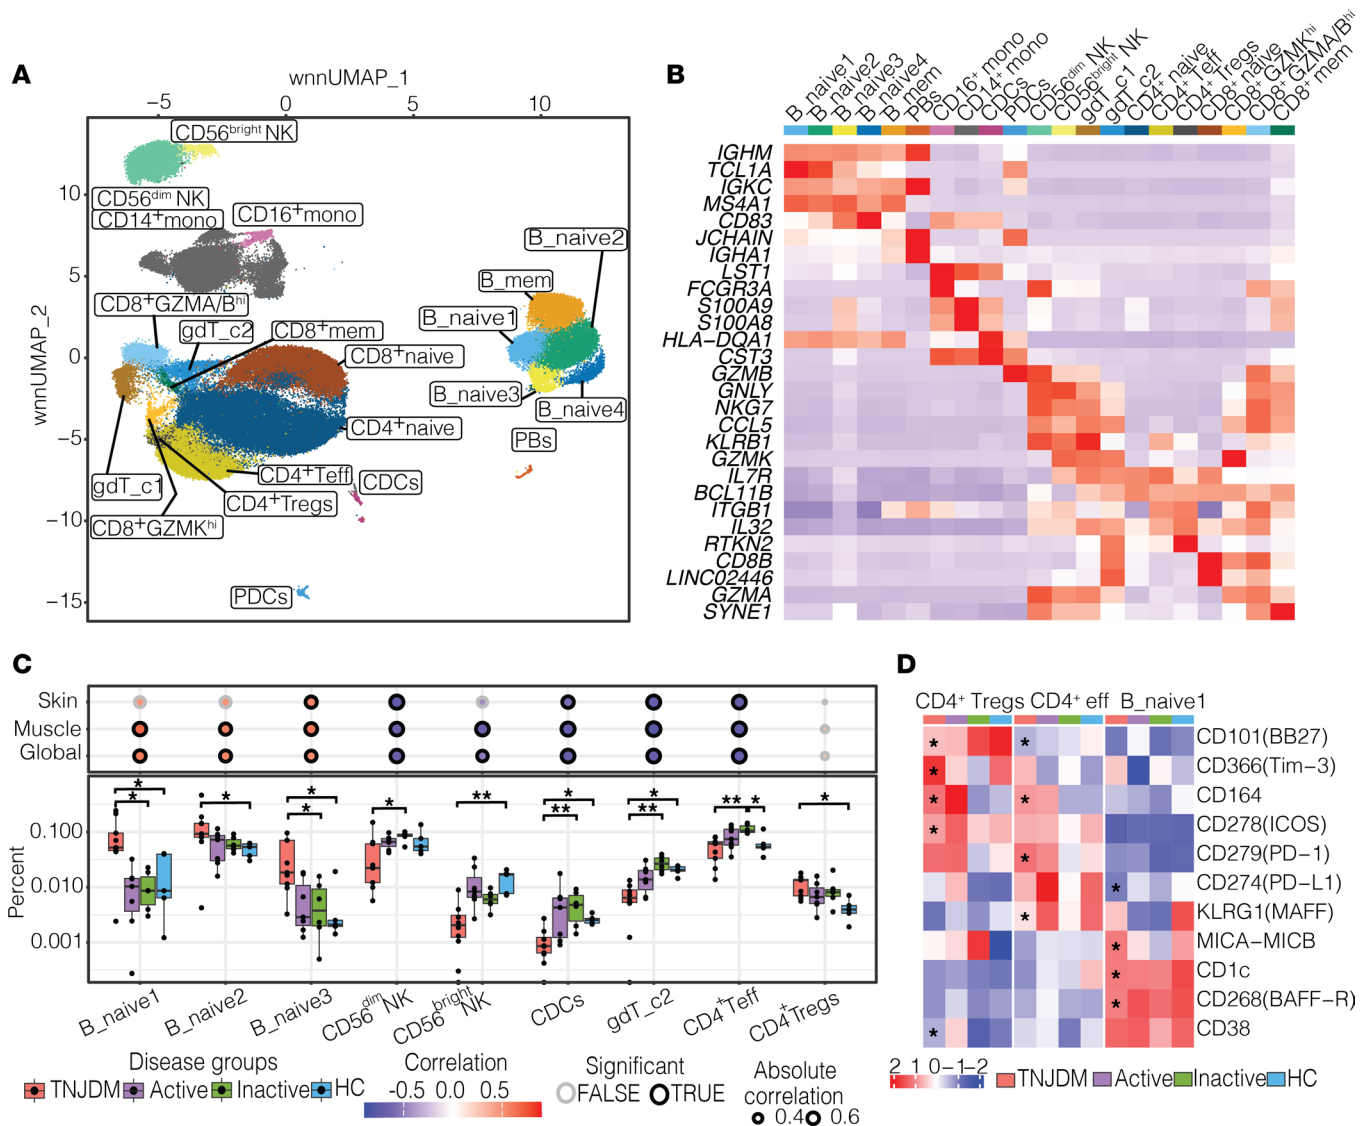 A
wnnUMAP_1
−5 0 5 10
wnnUMAP_2
10
5
0
−5
−10
−15
CD56bright NK
CD56dim NK
CD14+mono
CD16+mono
B_naive2
B_mem
CD8+GZMA/Bhi
gdT_c2
CD8+mem
B_naive1
CD8+naive
B_naive3
B_naive4
CD4+naive
PBs
gdT_c1
CD4+Teff
CDCs
CD4+Tregs
CD8+GZMKhi
PDCs
B
B_naive1
B_naive2
B_naive3
B_naive4
B_mem
PBs
CD16+ mono
CD14+ mono
CDCs
PDCs
CD56dim NK
CD56bright NK
gdT_c1
gdT_c2
CD4+ naive
CD4+ Teff
CD4+ Tregs
CD8+ naive
CD8+ GZMKhi
CD8+ GZMA/Bhi
CD8+ mem
IGHM
TCL1A
IGKC
MS4A1
CD83
JCHAIN
IGHA1
LST1
FCGR3A
S100A9
S100A8
HLA−DQA1
CST3
GZMB
GNLY
NKG7
CCL5
KLRB1
GZMK
IL7R
BCL11B
ITGB1
IL32
RTKN2
CD8B
LINC02446
GZMA
SYNE1
C
Skin
Muscle
Global
Percent
0.100
0.010
0.001
* * * * * * ** * ** * ** ** * *
B_naive1
B_naive2
B_naive3
CD56dim NK
CD56bright NK
CDCs
gdT_c2
CD4+Teff
CD4+Tregs
Disease groups
TNJDM Active Inactive HC
Correlation
−0.5 0.0 0.5
Significant
FALSE TRUE
Absolute
correlation
0.4 0.6
D
CD4+ Tregs CD4+ eff B_naive1
* * CD101(BB27)
* CD366(Tim−3)
* * CD164
* CD278(ICOS)
* CD279(PD−1)
* CD274(PD−L1)
* KLRG1(MAFF)
* MICA−MICB
* CD1c
* CD268(BAFF−R)
* CD38
2 1 0−1−2
TNJDM Active Inactive HC